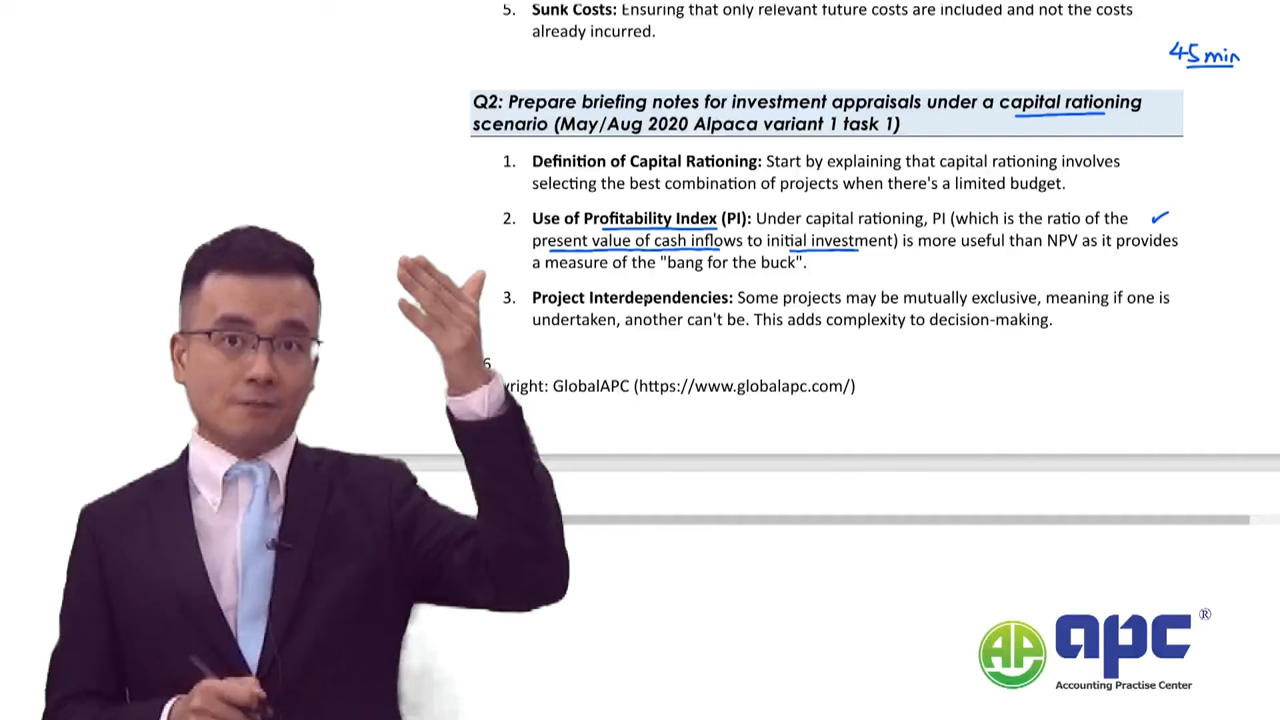 5. Sunk Costs: Ensuring that only relevant future costs are included and not the costs
already incurred.
45 min
Q2: Prepare briefing notes for investment appraisals under a capital rationing
scenario (May/Aug 2020 Alpaca variant 1 task 1)
1. Definition of Capital Rationing: Start by explaining that capital rationing involves
selecting the best combination of projects when there's a limited budget.
2. Use of Profitability Index (PI): Under capital rationing, PI (which is the ratio of the
present value of cash inflows to initial investment) is more useful than NPV as it provides
a measure of the "bang for the buck".
3. Project Interdependencies: Some projects may be mutually exclusive, meaning if one is
undertaken, another can't be. This adds complexity to decision-making.
6
right: GlobalAPC (https://www.globalapc.com/)
AP apc ®
Accounting Practise Center